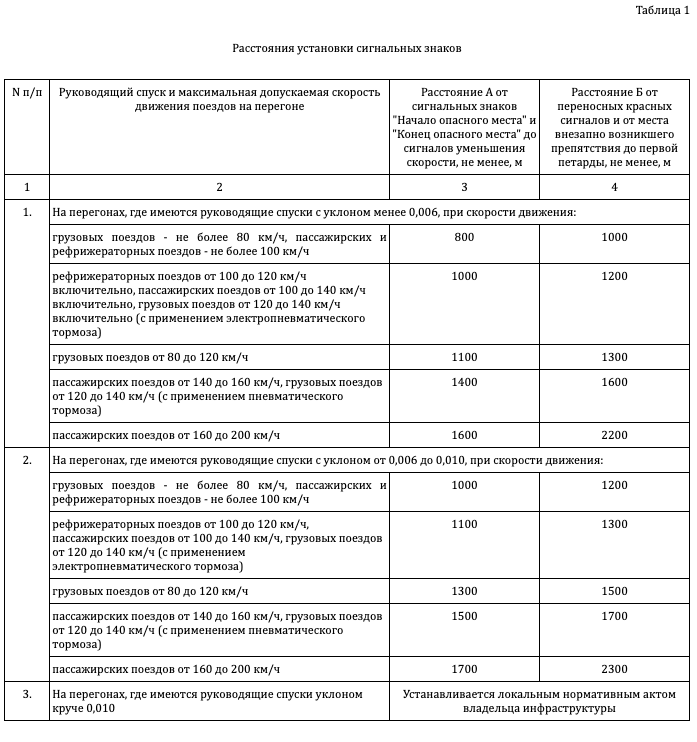 Таблица 1
Расстояния установки сигнальных знаков
N п/п
Руководящий спуск и максимальная допускаемая скорость
движения поездов на перегоне
Расстояние А от
сигнальных знаков
"Начало опасного места" и
"Конец опасного места" до
сигналов уменьшения
скорости, не менее, м
Расстояние Б от
переносных красных
сигналов и от места
внезапно возникшего
препятствия до первой
петарды, не менее, м
1
2
3
4
1.
На перегонах, где имеются руководящие спуски с уклоном менее 0,006, при скорости движения:
грузовых поездов - не более 80 км/ч, пассажирских и
рефрижераторных поездов - не более 100 км/ч
800
1000
рефрижераторных поездов от 100 до 120 км/ч
включительно, пассажирских поездов от 100 до 140 км/ч
включительно, грузовых поездов от 120 до 140 км/ч
включительно (с применением электропневматического
тормоза)
1000
1200
грузовых поездов от 80 до 120 км/ч
1100
1300
пассажирских поездов от 140 до 160 км/ч, грузовых поездов
от 120 до 140 км/ч (с применением пневматического
тормоза)
1400
1600
пассажирских поездов от 160 до 200 км/ч
1600
2200
2.
На перегонах, где имеются руководящие спуски с уклоном от 0,006 до 0,010, при скорости движения:
грузовых поездов - не более 80 км/ч, пассажирских и
рефрижераторных поездов - не более 100 км/ч
1000
1200
рефрижераторных поездов от 100 до 120 км/ч,
пассажирских поездов от 100 до 140 км/ч, грузовых поездов
от 120 до 140 км/ч (с применением
электропневматического тормоза)
1100
1300
грузовых поездов от 80 до 120 км/ч
1300
1500
пассажирских поездов от 140 до 160 км/ч, грузовых поездов
от 120 до 140 км/ч (с применением пневматического
тормоза)
1500
1700
пассажирских поездов от 160 до 200 км/ч
1700
2300
3.
На перегонах, где имеются руководящие спуски уклоном
круче 0,010
Устанавливается локальным нормативным актом
владельца инфраструктуры